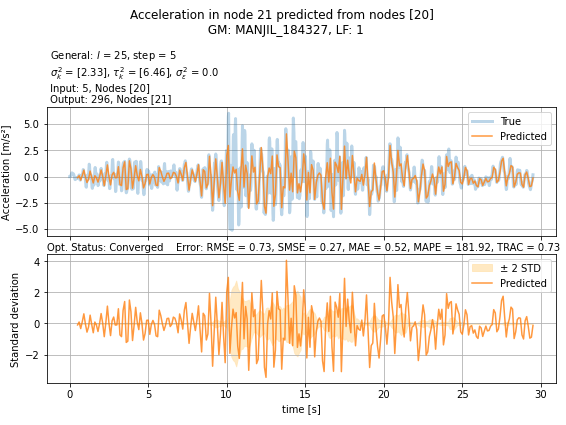 Acceleration in node 21 predicted from nodes [20]
GM: MANJIL_184327, LF: 1
General: l = 25, step = 5
σ²ₖ = [2.33], τ²ₖ = [6.46], σ²ε = 0.0
Input: 5, Nodes [20]
Output: 296, Nodes [21]
Acceleration [m/s²]
5.0
2.5
0.0
−2.5
−5.0
True
Predicted
Opt. Status: Converged Error: RMSE = 0.73, SMSE = 0.27, MAE = 0.52, MAPE = 181.92, TRAC = 0.73
Standard deviation
4
2
0
−2
± 2 STD
Predicted
0 5 10 15 20 25 30
time [s]